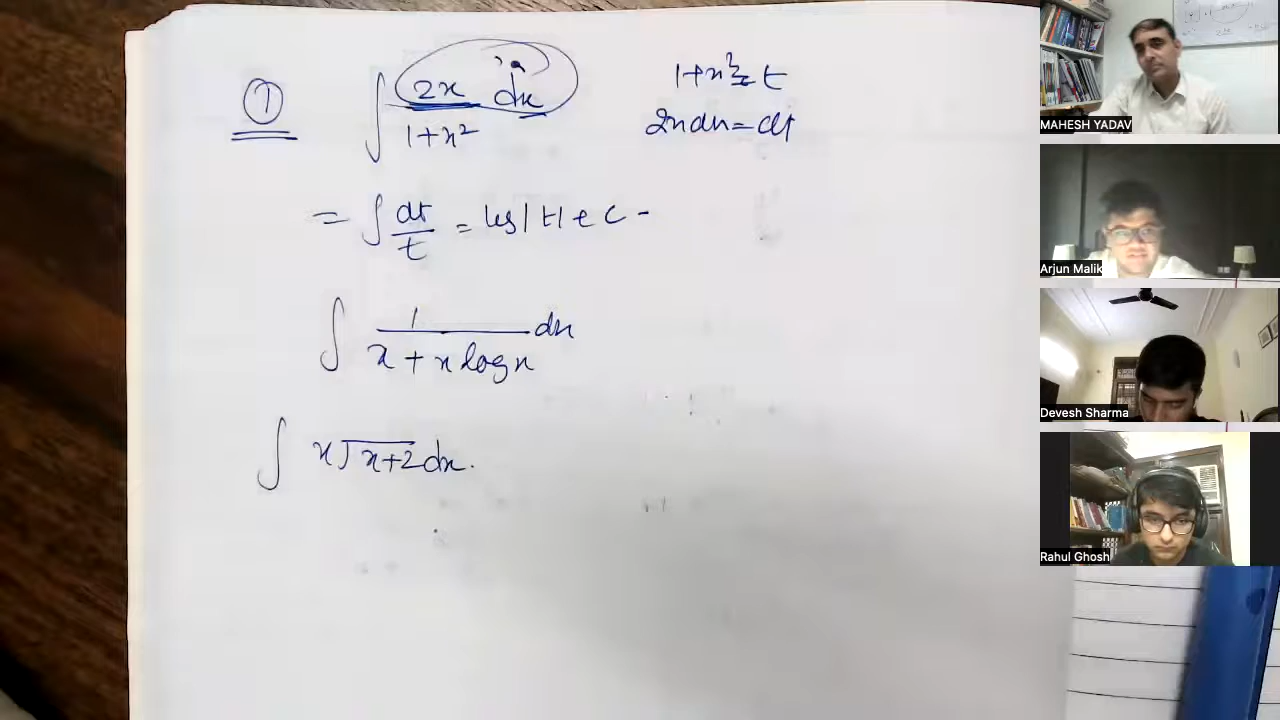 ① ∫ 2x dx / 1+x²
1+x² = t
2x dx = dt
= ∫ dt/t = log|t| + C -
∫ 1 / x + x log x dx
∫ x√x+2 dx.
MAHESH YADAV
Arjun Malik
Devesh Sharma
Rahul Ghosh